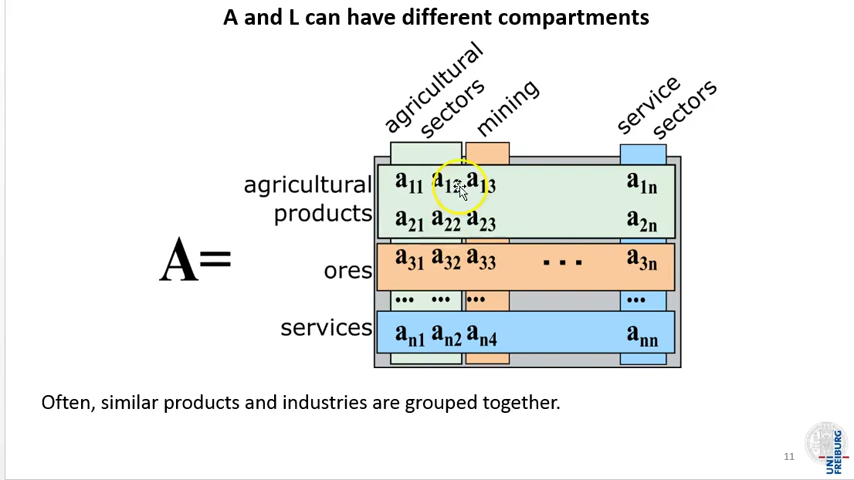 A and L can have different compartments
agricultural
sectors
mining
service
sectors
agricultural
products
ores
services
A=
a11 a12 a13 a1n
a21 a22 a23 a2n
a31 a32 a33 ... a3n
... ... ... ...
an1 an2 an4 ann
Often, similar products and industries are grouped together.
11
UNI
FREIBURG